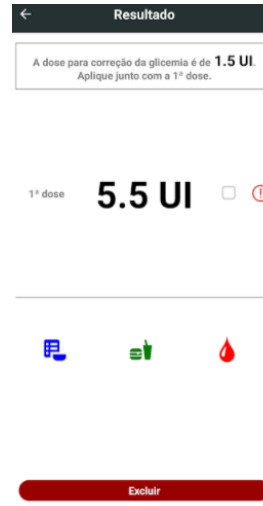 Resultado
A dose para correção da glicemia é de 1.5 UI.
Aplique junto com a 1ª dose.
1ª dose 5.5 UI
Excluir